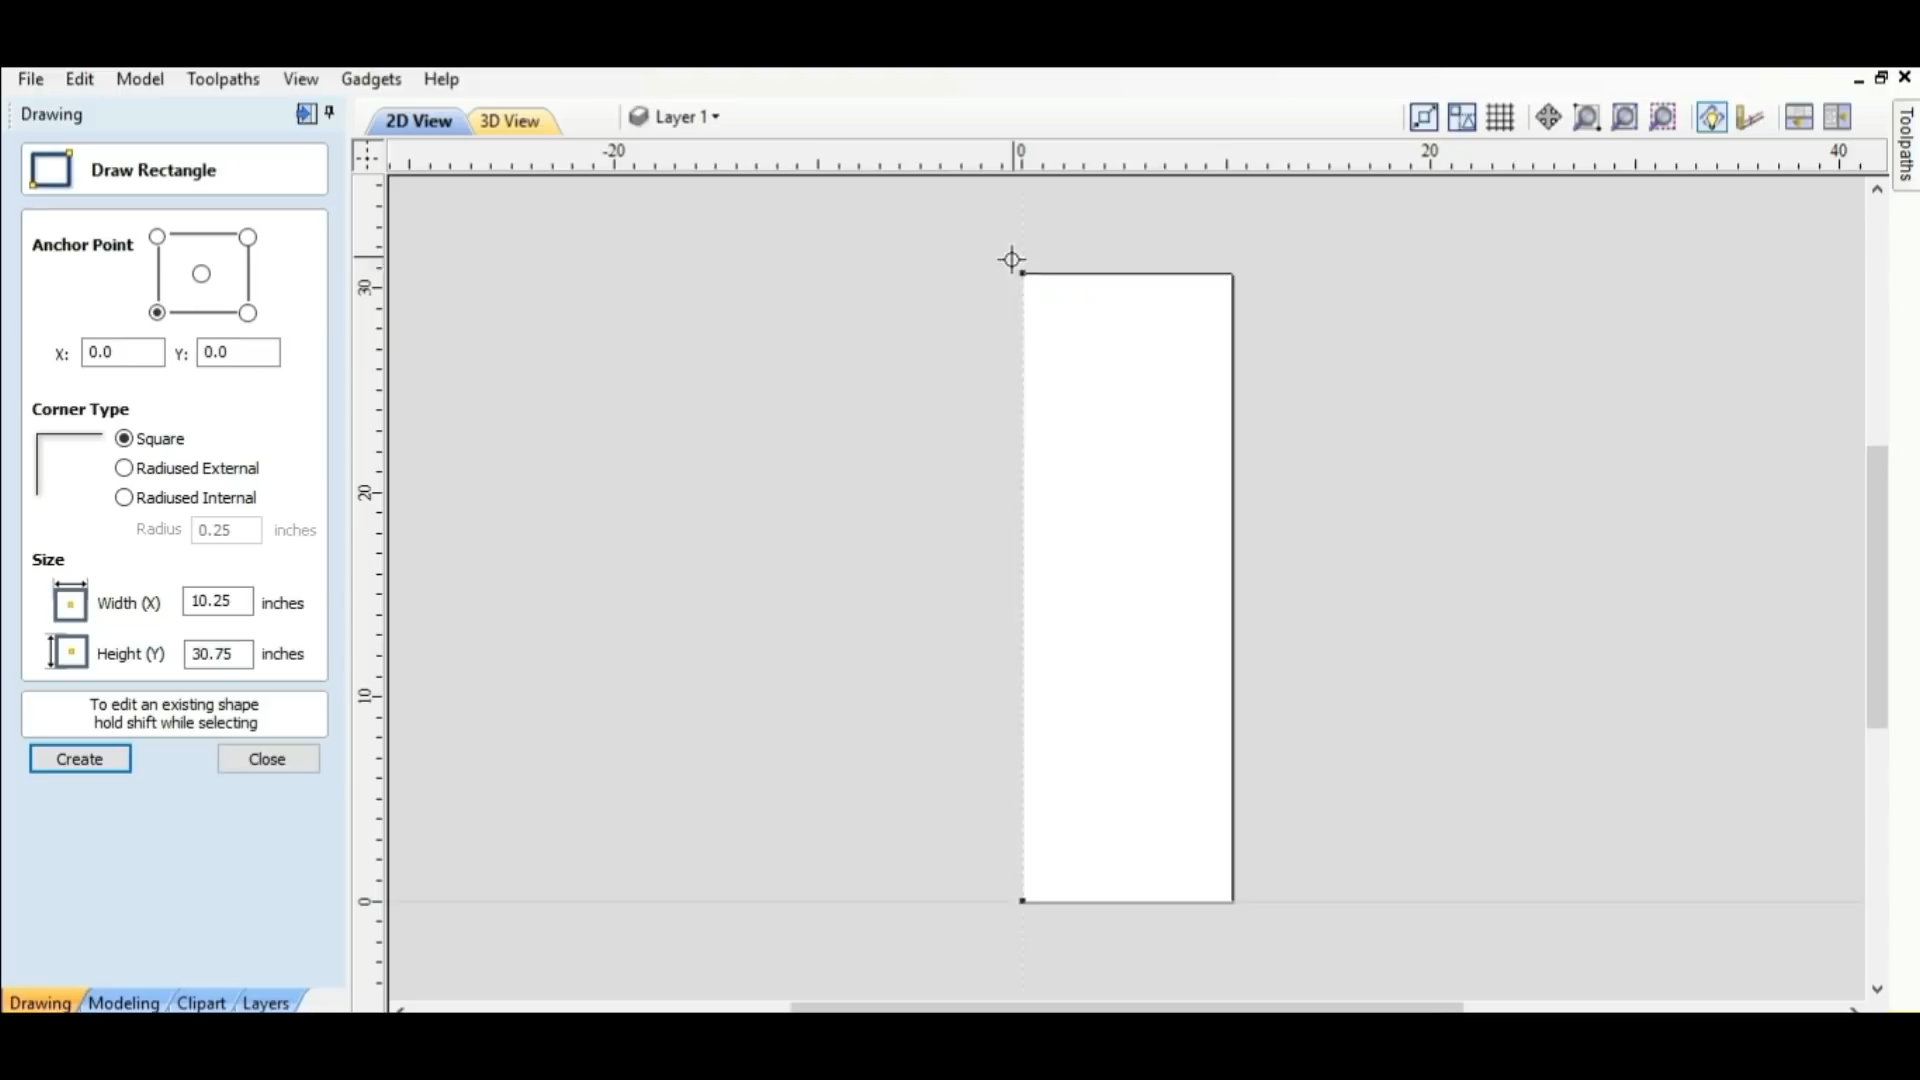 File Edit Model Toolpaths View Gadgets Help
Drawing
2D View 3D View Layer 1
Toolpaths
-20 0 20 40
Draw Rectangle
Anchor Point
30
X: 0.0 Y: 0.0
Corner Type
Square
Radiused External
20
Radiused Internal
Radius 0.25 inches
Size
Width (X) 10.25 inches
Height (Y) 30.75 inches
10
To edit an existing shape
hold shift while selecting
Create Close
0
Drawing Modeling Clipart Layers